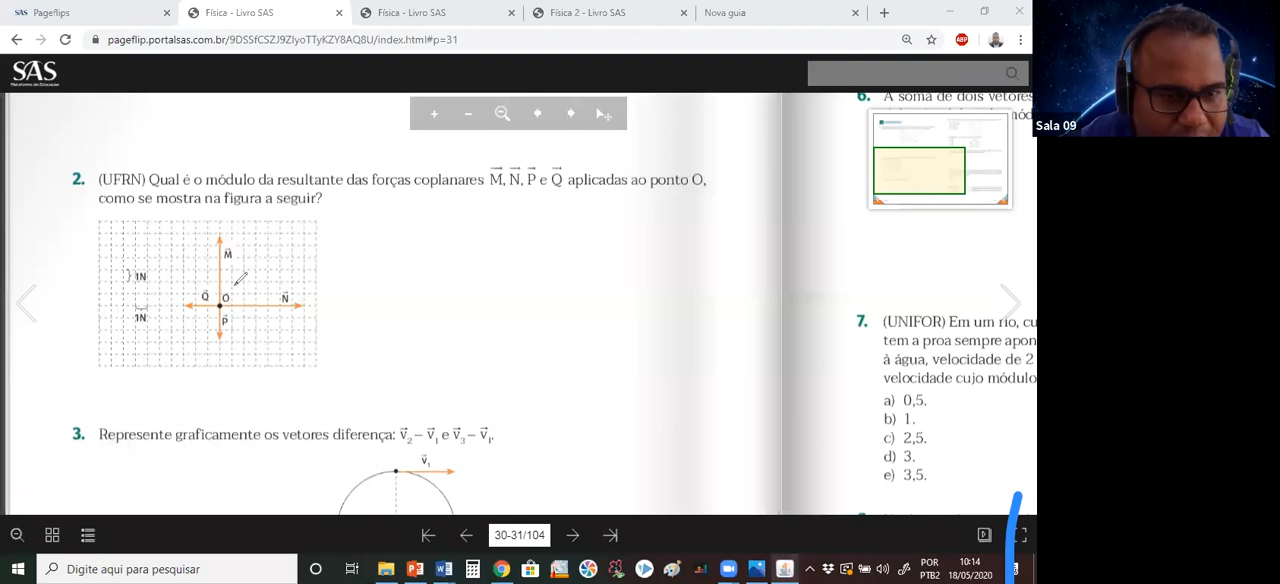 SAS Pageflips
Física - Livro SAS
Física - Livro SAS
Física 2 - Livro SAS
Nova guia
pageflip.portalsas.com.br/9DSSfCSZJ9ZIyoTTyKZY8AQ8U/index.html#p=31
ABP
SAS
Plataforma de Educação
Sala 09
2. (UFRN) Qual é o módulo da resultante das forças coplanares M, N, P e Q aplicadas ao ponto O,
como se mostra na figura a seguir?
M
1N
Q O N
1N
P
3. Represente graficamente os vetores diferença: v₂ – v₁ e v₃ – v₁.
v₁
6. A soma de dois vetores
7. (UNIFOR) Em um rio, cu
tem a proa sempre apon
à água, velocidade de 2
velocidade cujo módulo
a) 0,5.
b) 1.
c) 2,5.
d) 3.
e) 3,5.
30-31/104
Digite aqui para pesquisar
POR
PTB2
10:14
18/05/2020